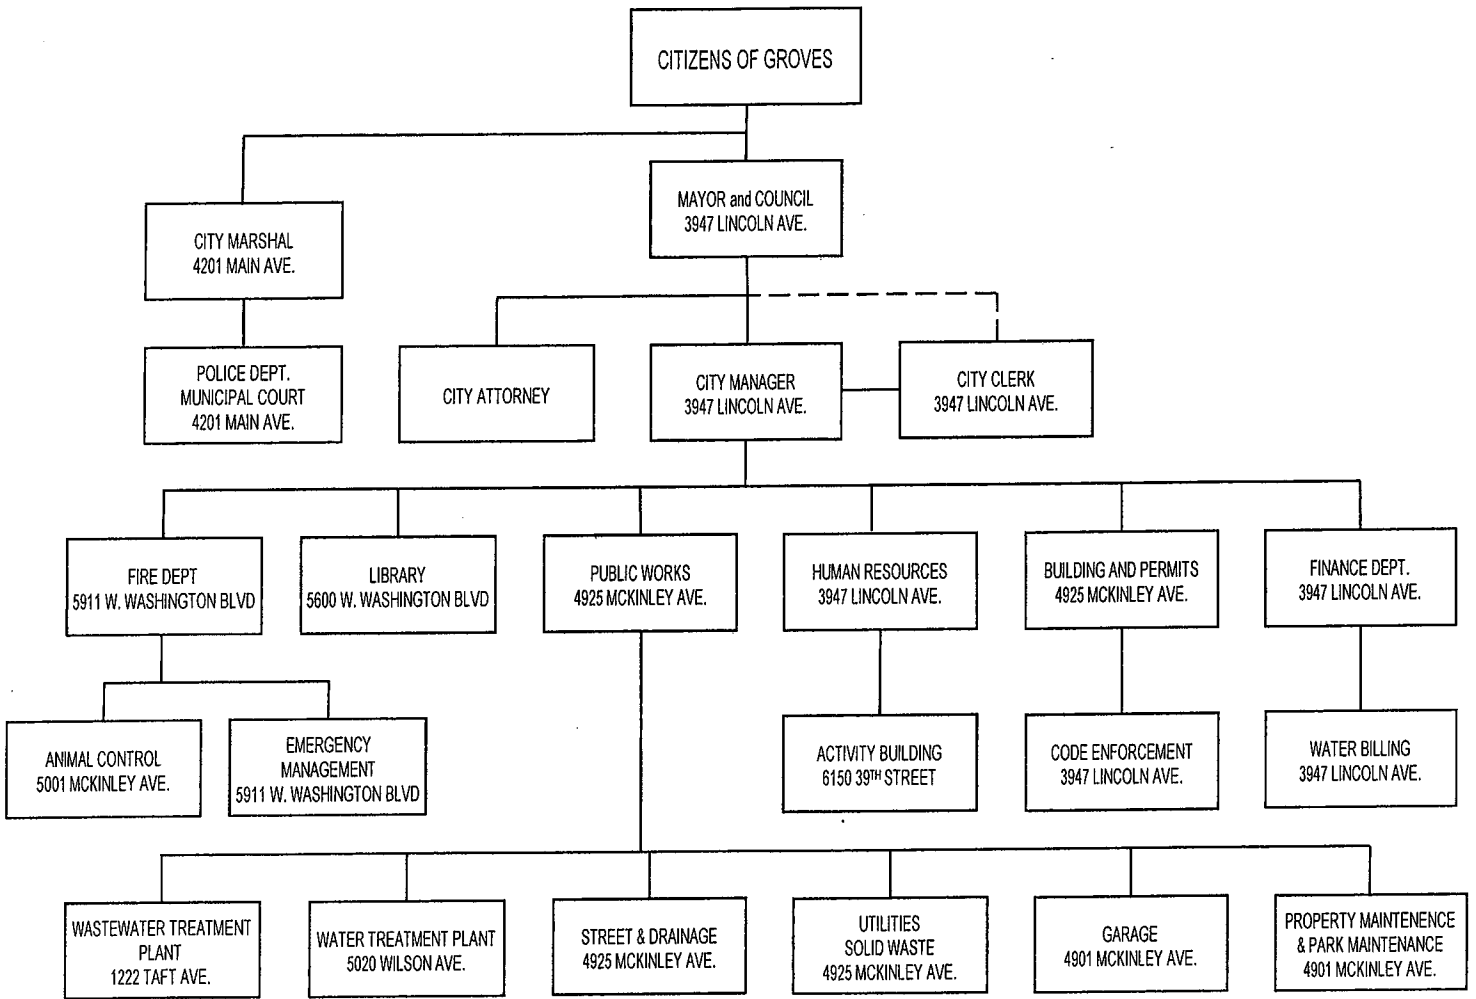 CITIZENS OF GROVES
MAYOR and COUNCIL
3947 LINCOLN AVE.
CITY MARSHAL
4201 MAIN AVE.
POLICE DEPT.
MUNICIPAL COURT
4201 MAIN AVE.
CITY ATTORNEY
CITY MANAGER
3947 LINCOLN AVE.
CITY CLERK
3947 LINCOLN AVE.
FIRE DEPT
5911 W. WASHINGTON BLVD
LIBRARY
5600 W. WASHINGTON BLVD
PUBLIC WORKS
4925 MCKINLEY AVE.
HUMAN RESOURCES
3947 LINCOLN AVE.
BUILDING AND PERMITS
4925 MCKINLEY AVE.
FINANCE DEPT.
3947 LINCOLN AVE.
ANIMAL CONTROL
5001 MCKINLEY AVE.
EMERGENCY
MANAGEMENT
5911 W. WASHINGTON BLVD
ACTIVITY BUILDING
6150 39TH STREET
CODE ENFORCEMENT
3947 LINCOLN AVE.
WATER BILLING
3947 LINCOLN AVE.
WASTEWATER TREATMENT
PLANT
1222 TAFT AVE.
WATER TREATMENT PLANT
5020 WILSON AVE.
STREET & DRAINAGE
4925 MCKINLEY AVE.
UTILITIES
SOLID WASTE
4925 MCKINLEY AVE.
GARAGE
4901 MCKINLEY AVE.
PROPERTY MAINTENENCE
& PARK MAINTENANCE
4901 MCKINLEY AVE.